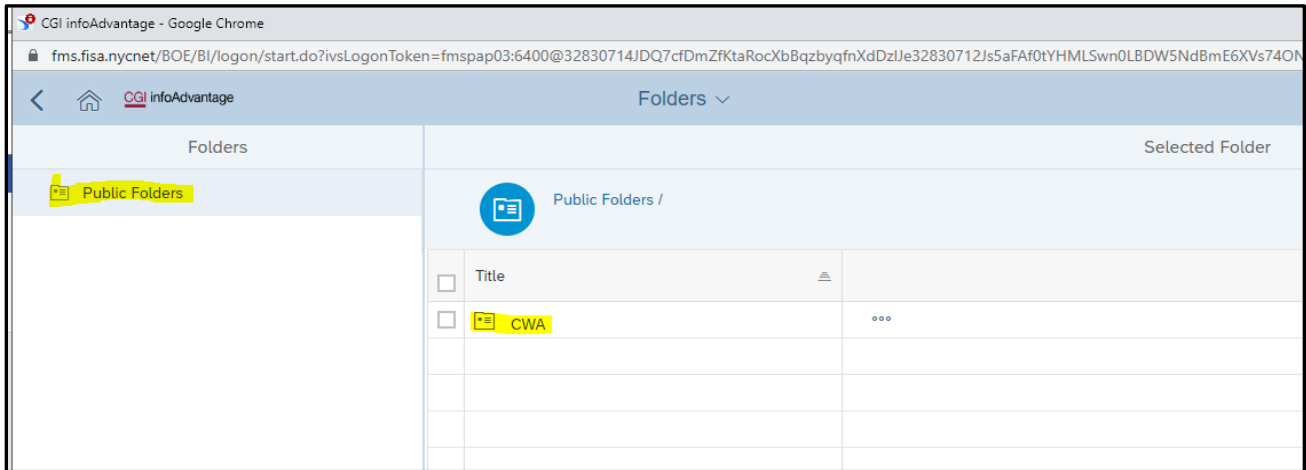 CGI infoAdvantage - Google Chrome
fms.fisa.nycnet/BOE/BI/logon/start.do?ivsLogonToken=fmspap03:6400@32830714JDQ7cfDmZfKtaRocXbBqzbyqfnXdDzlJe32830712Js5aFAf0tYHMLSwn0LBDW5NdBmE6XVs74ON
CGI infoAdvantage
Folders
Folders
Selected Folder
Public Folders
Public Folders /
Title
CWA